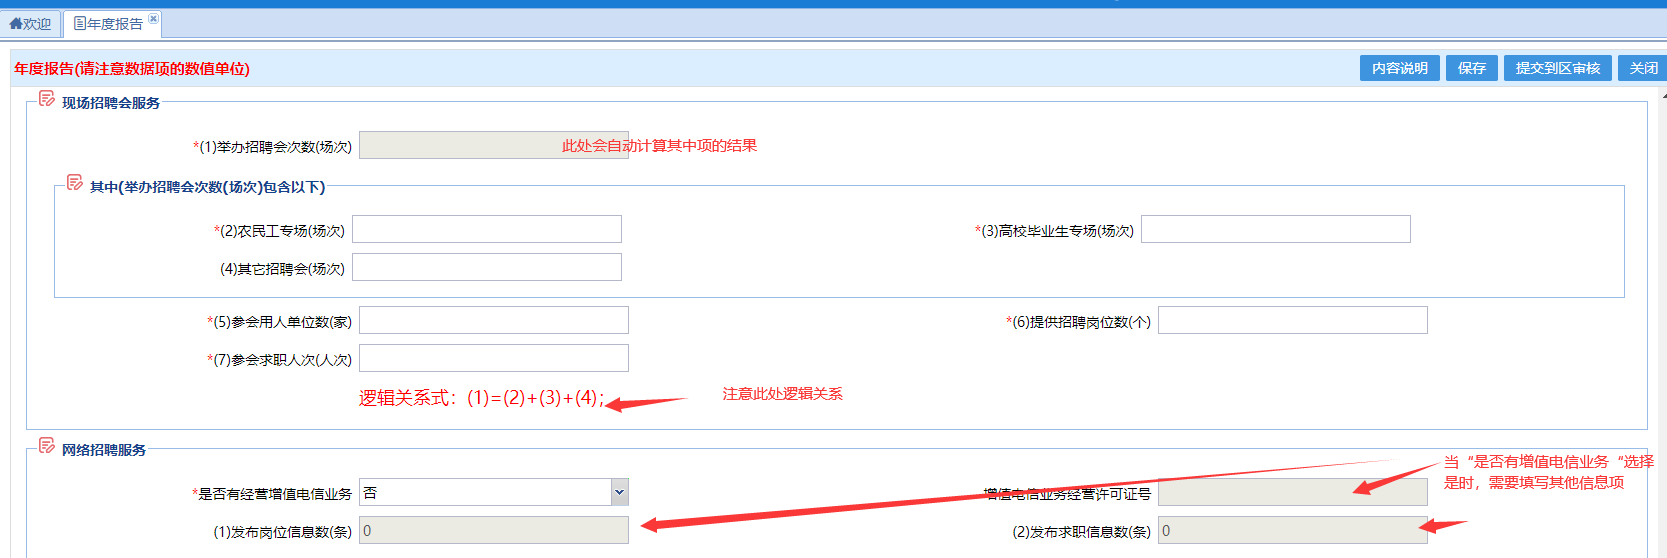 欢迎 年度报告
年度报告(请注意数据项的数值单位) 内容说明 保存 提交到区审核 关闭
现场招聘会服务
*(1)举办招聘会次数(场次) 此处会自动计算其中项的结果
其中(举办招聘会次数(场次)包含以下)
*(2)农民工专场(场次) *(3)高校毕业生专场(场次)
(4)其它招聘会(场次)
*(5)参会用人单位数(家) *(6)提供招聘岗位数(个)
*(7)参会求职人次(人次)
逻辑关系式：(1)=(2)+(3)+(4); 注意此处逻辑关系
网络招聘服务
当“是否有增值电信业务“选择
是时，需要填写其他信息项
*是否有经营增值电信业务 否 增值电信业务经营许可证号
(1)发布岗位信息数(条) 0 (2)发布求职信息数(条) 0